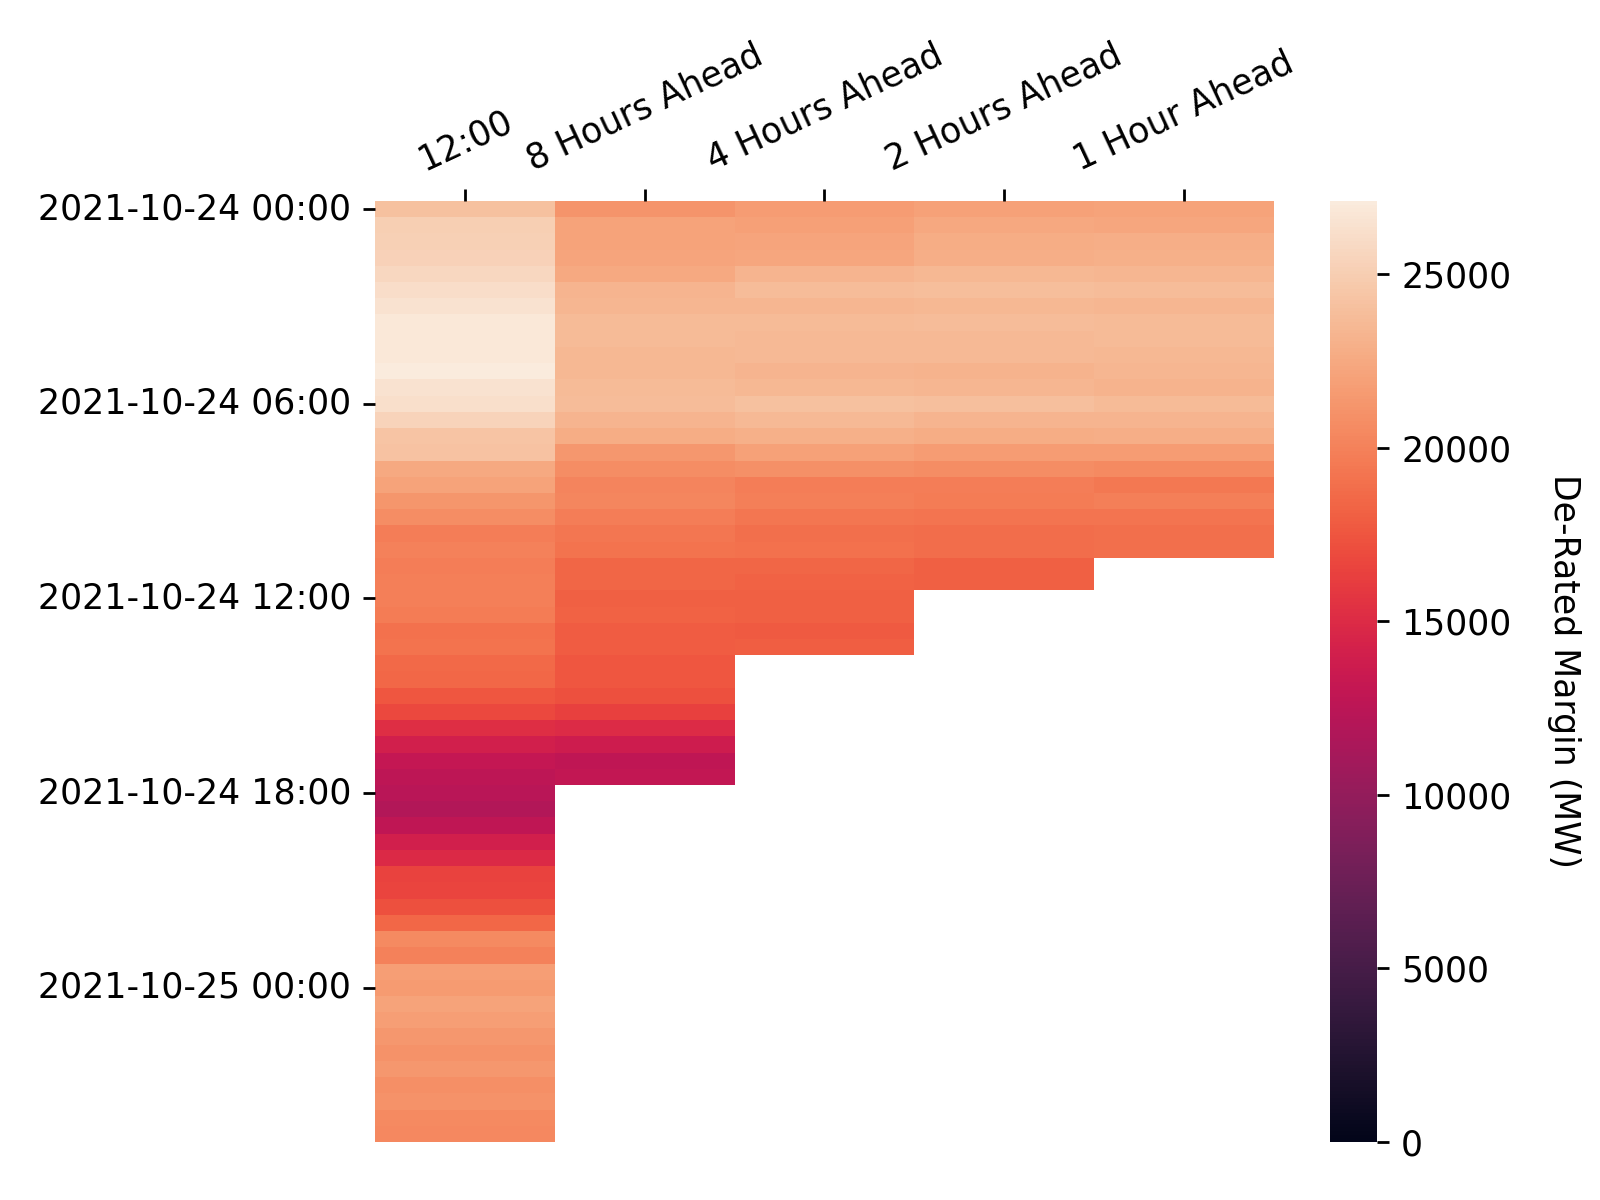 12:00
8 Hours Ahead
4 Hours Ahead
2 Hours Ahead
1 Hour Ahead
2021-10-24 00:00
2021-10-24 06:00
2021-10-24 12:00
2021-10-24 18:00
2021-10-25 00:00
25000
20000
15000
10000
5000
0
De-Rated Margin (MW)